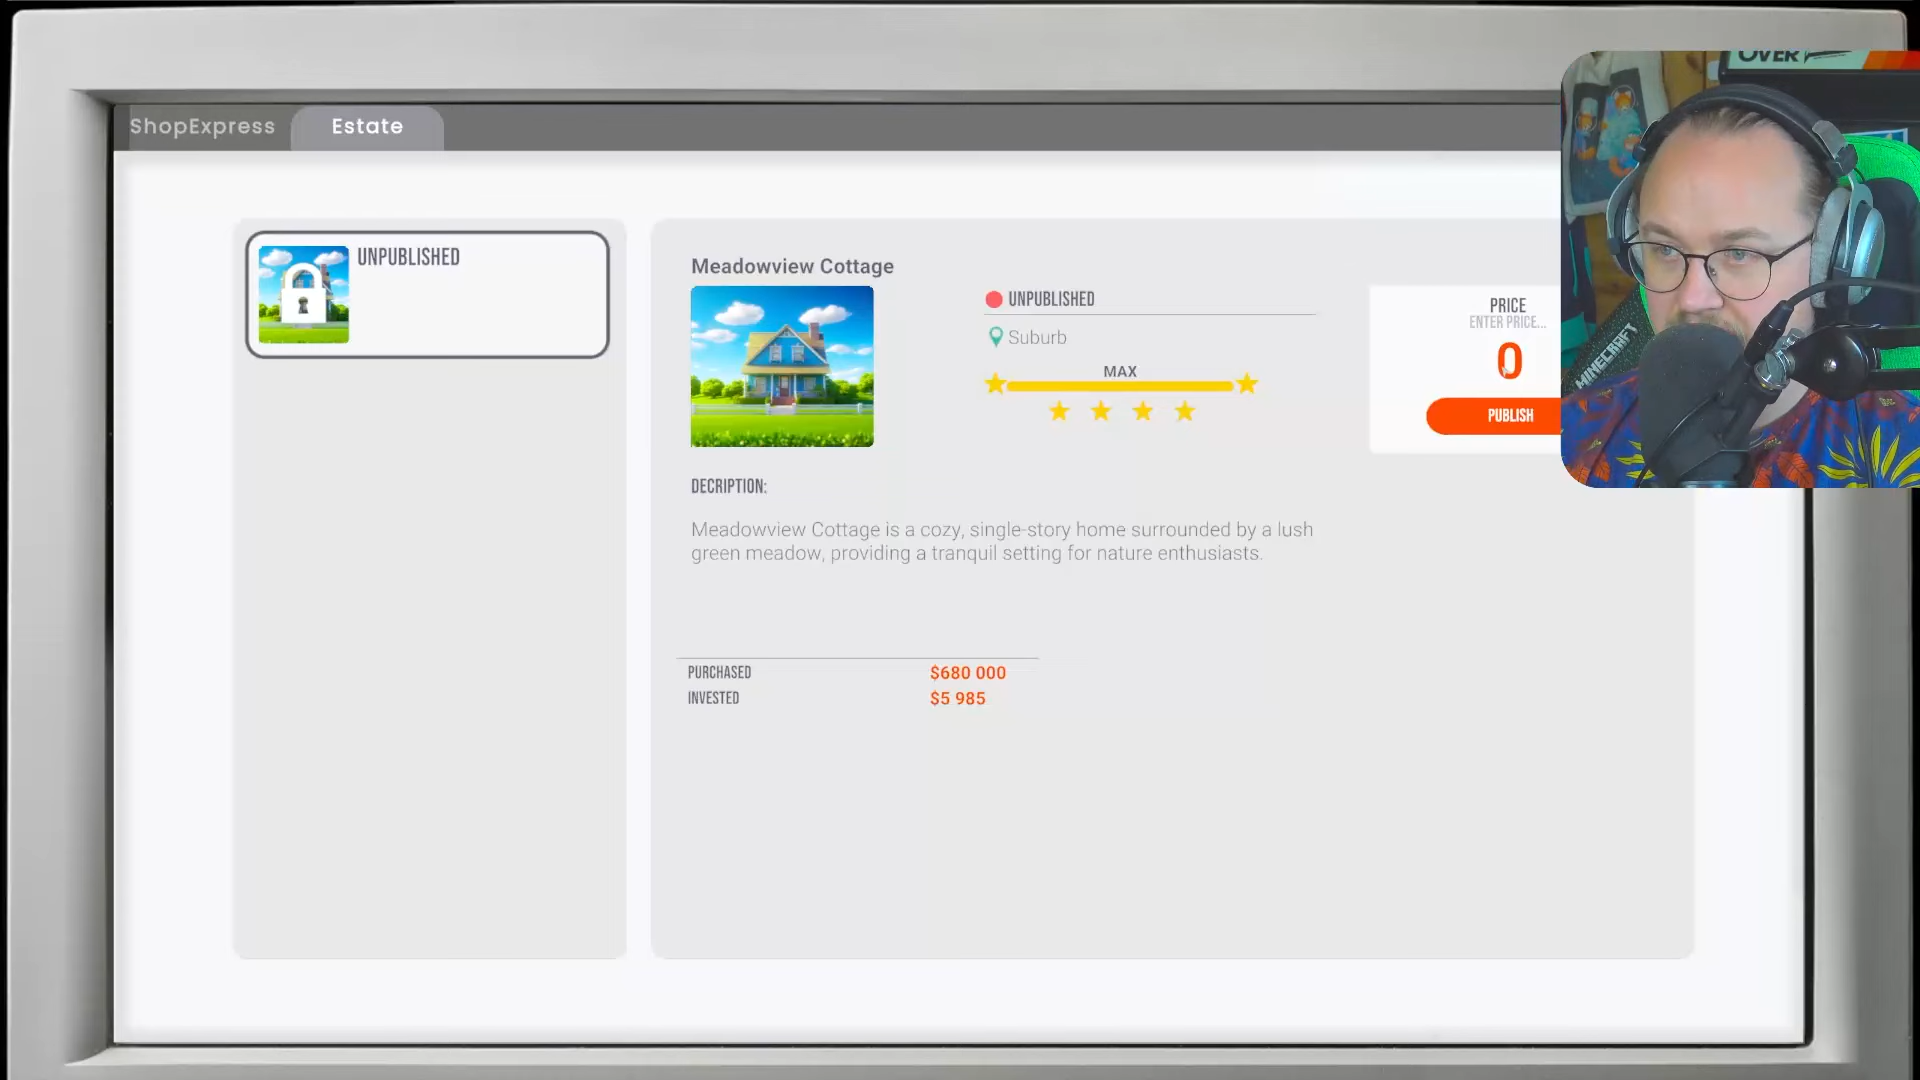 OVER
ShopExpress
Estate
UNPUBLISHED
Meadowview Cottage
UNPUBLISHED
Suburb
MAX
PRICE
ENTER PRICE...
0
PUBLISH
MINECRAFT
DECRIPTION:
Meadowview Cottage is a cozy, single-story home surrounded by a lush
green meadow, providing a tranquil setting for nature enthusiasts.
PURCHASED
$680 000
INVESTED
$5 985